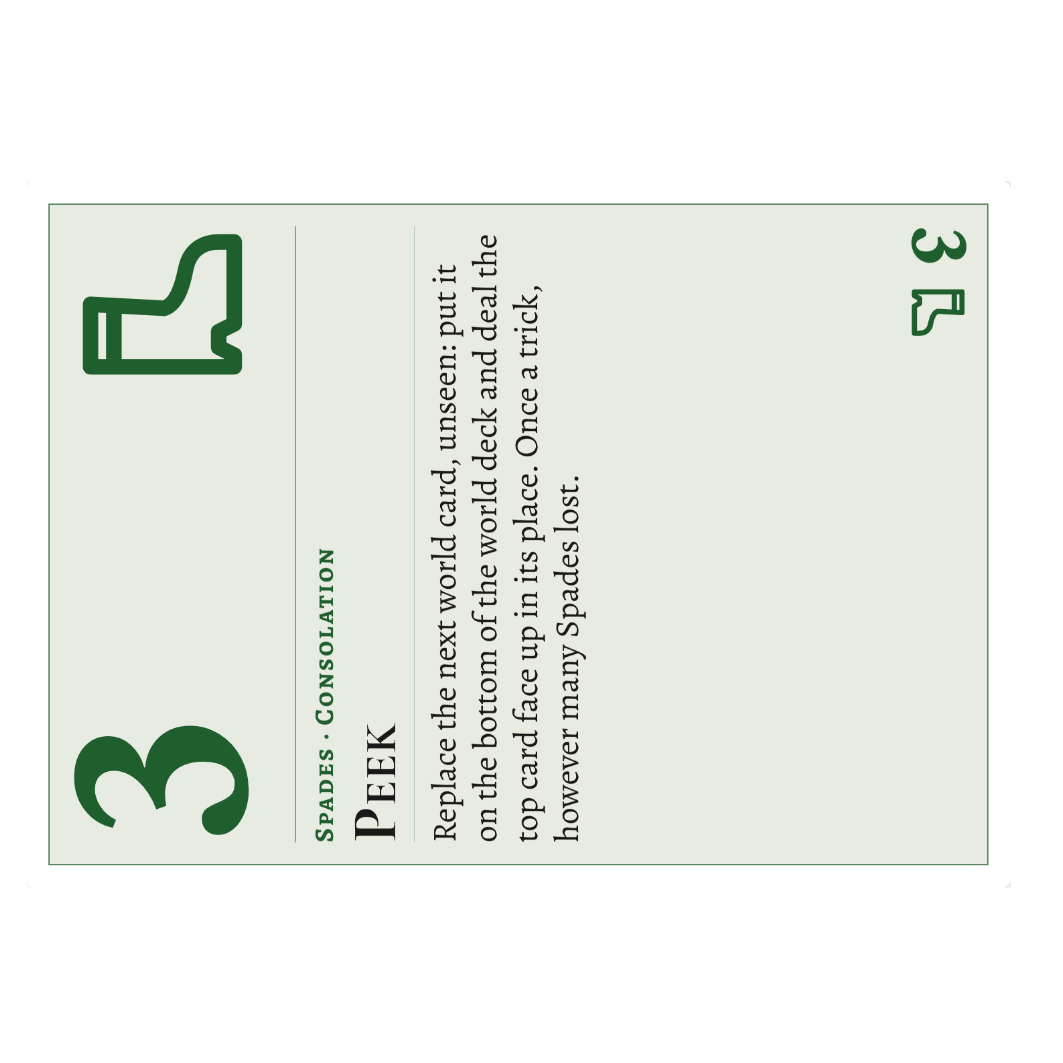 3
Spades · Consolation
Peek
Replace the next world card, unseen: put it
on the bottom of the world deck and deal the
top card face up in its place. Once a trick,
however many Spades lost.
3